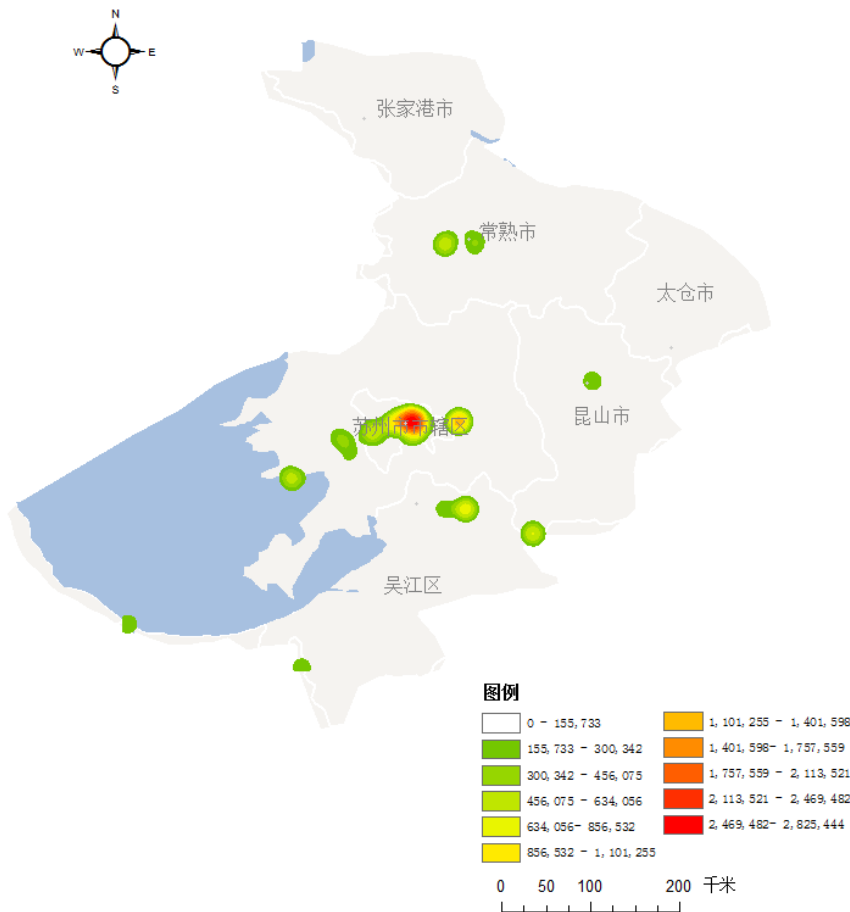 N
W
E
S
张家港市
常熟市
太仓市
昆山市
苏州市市辖区
吴江区
图例
0 - 155,733
155,733 - 300,342
300,342 - 456,075
456,075 - 634,056
634,056- 856,532
856,532 - 1,101,255
1,101,255 - 1,401,598
1,401,598- 1,757,559
1,757,559 - 2,113,521
2,113,521 - 2,469,482
2,469,482- 2,825,444
0 50 100 200 千米